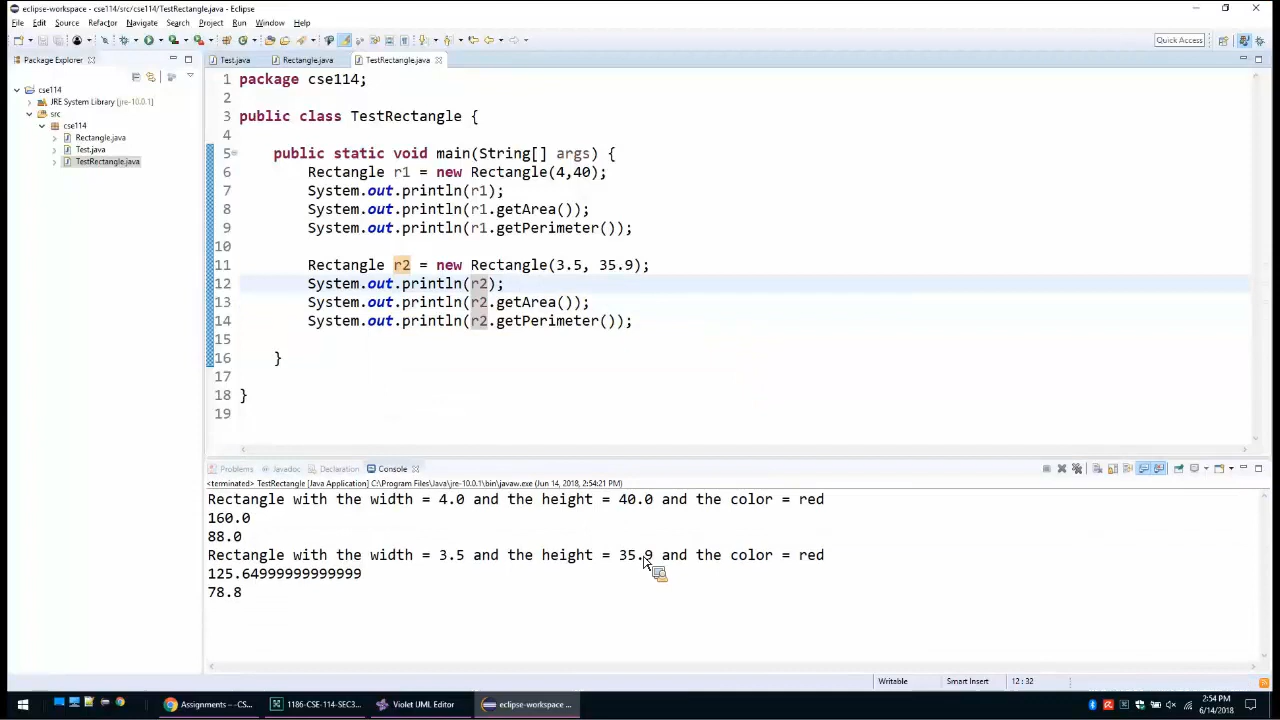 eclipse-workspace - cse114/src/cse114/TestRectangle.java - Eclipse
File Edit Source Refactor Navigate Search Project Run Window Help
Quick Access
Package Explorer
Test.java Rectangle.java TestRectangle.java
cse114
JRE System Library [jre-10.0.1]
src
cse114
Rectangle.java
Test.java
TestRectangle.java
1 package cse114;
2
3 public class TestRectangle {
4
5 public static void main(String[] args) {
6 Rectangle r1 = new Rectangle(4,40);
7 System.out.println(r1);
8 System.out.println(r1.getArea());
9 System.out.println(r1.getPerimeter());
10
11 Rectangle r2 = new Rectangle(3.5, 35.9);
12 System.out.println(r2);
13 System.out.println(r2.getArea());
14 System.out.println(r2.getPerimeter());
15
16 }
17
18 }
19
Problems Javadoc Declaration Console
<terminated> TestRectangle [Java Application] C:\Program Files\Java\jre-10.0.1\bin\javaw.exe (Jun 14, 2018, 2:54:21 PM)
Rectangle with the width = 4.0 and the height = 40.0 and the color = red
160.0
88.0
Rectangle with the width = 3.5 and the height = 35.9 and the color = red
125.64999999999999
78.8
Writable Smart Insert 12 : 32
Assignments -- CS... 1186-CSE-114-SEC3... Violet UML Editor eclipse-workspace ...
2:54 PM
6/14/2018